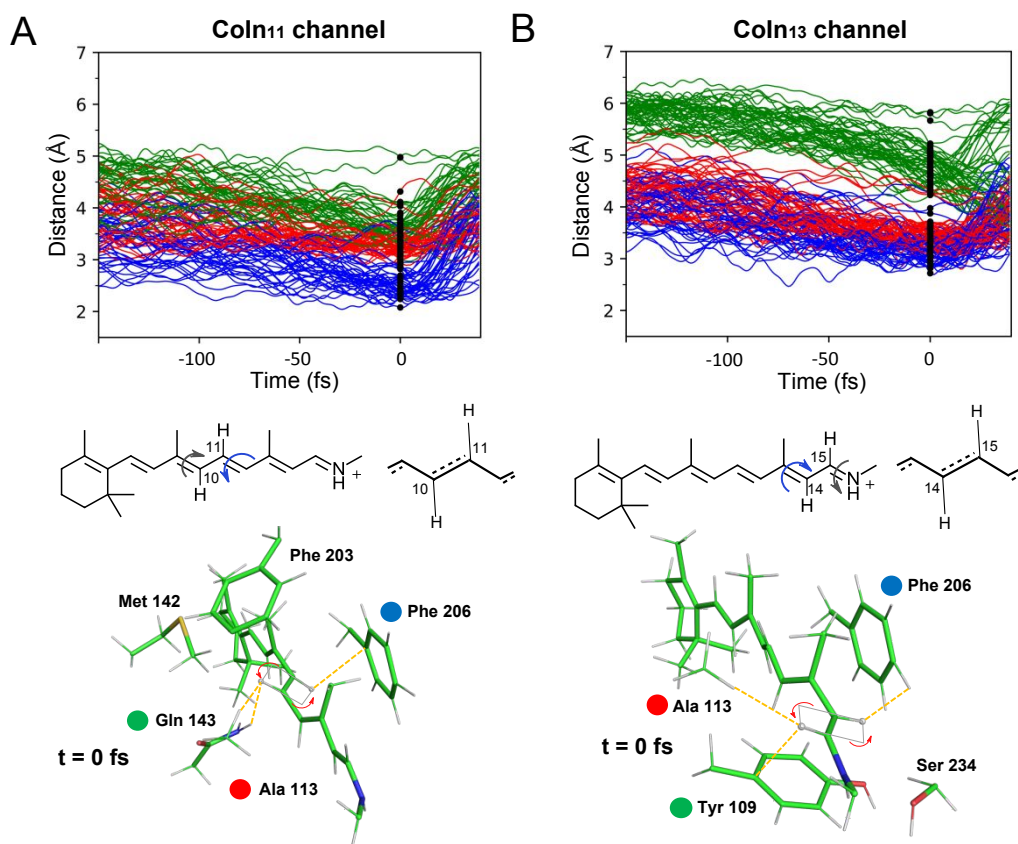 A
CoIn11 channel
Distance (Å)
7
6
5
4
3
2
-100
-50
0
Time (fs)
H
11
10
H
N
H
+
H
11
10
H
Phe 203
Met 142
Phe 206
Gln 143
t = 0 fs
Ala 113
B
CoIn13 channel
Distance (Å)
7
6
5
4
3
2
-100
-50
0
Time (fs)
H
15
14
H
N
H
+
H
15
14
H
Phe 206
Ala 113
t = 0 fs
Ser 234
Tyr 109